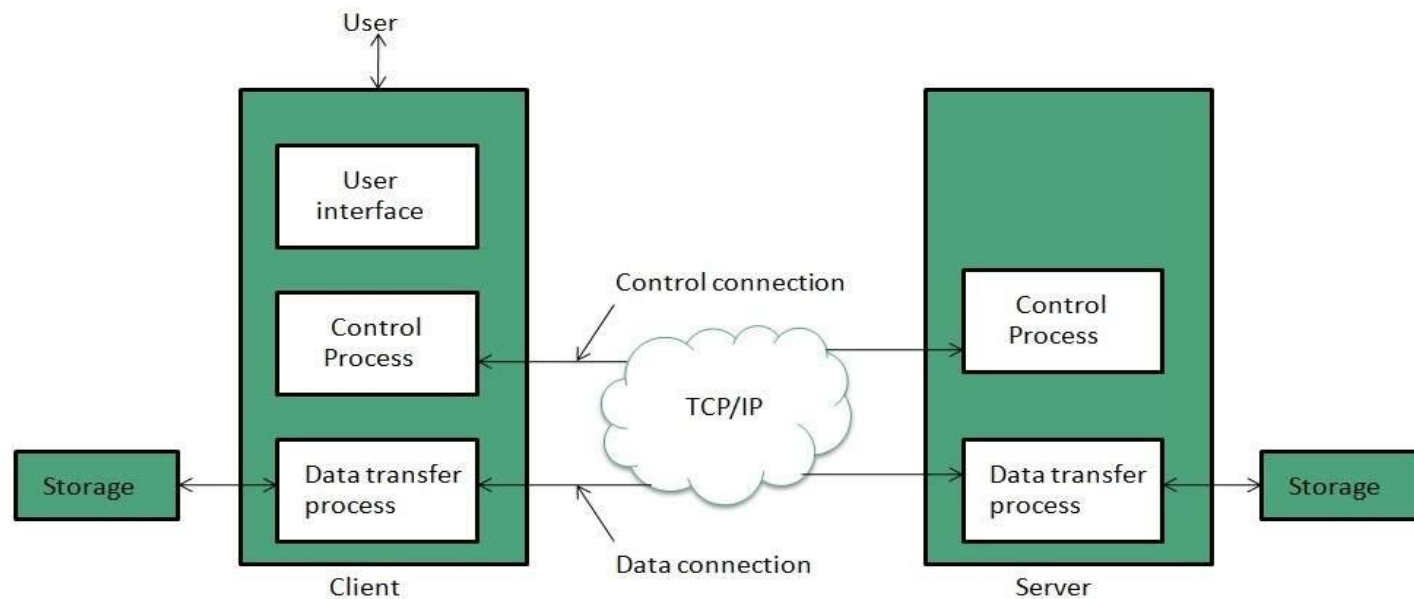 User
User
interface
Control connection
Control
Process
Control
Process
TCP/IP
Storage
Data transfer
process
Data transfer
process
Storage
Data connection
Client
Server